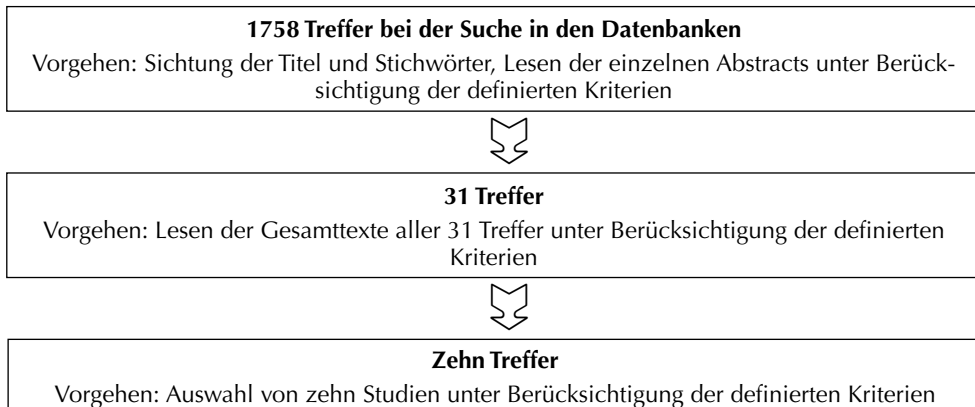 1758 Treffer bei der Suche in den Datenbanken
Vorgehen: Sichtung der Titel und Stichwörter, Lesen der einzelnen Abstracts unter Berück-
sichtigung der definierten Kriterien
31 Treffer
Vorgehen: Lesen der Gesamttexte aller 31 Treffer unter Berücksichtigung der definierten
Kriterien
Zehn Treffer
Vorgehen: Auswahl von zehn Studien unter Berücksichtigung der definierten Kriterien